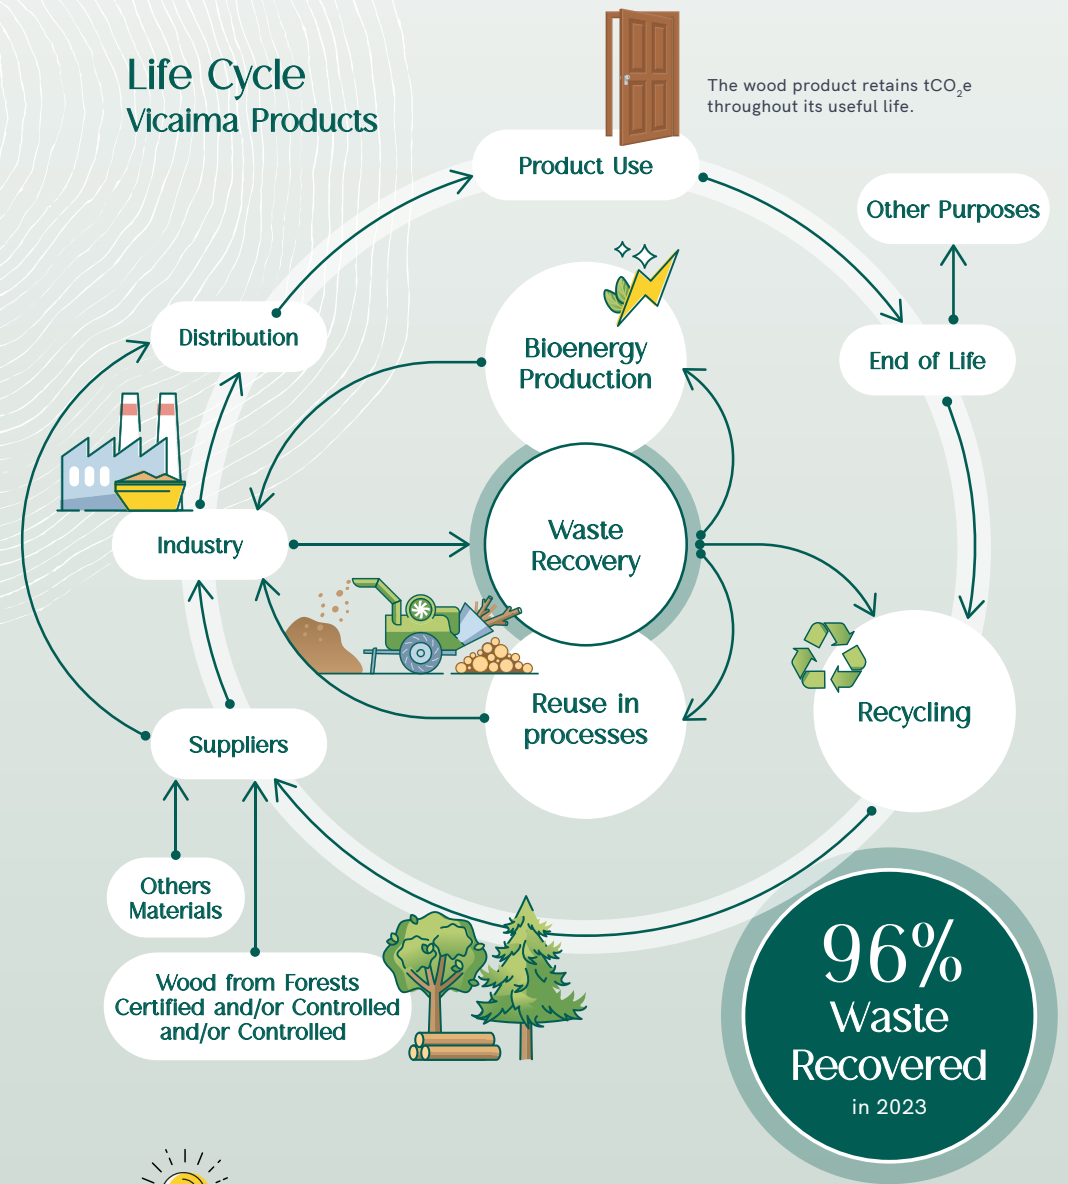 Life Cycle
Vicaima Products
The wood product retains tCO₂e
throughout its useful life.
Product Use
Other Purposes
Distribution
Bioenergy
Production
End of Life
Industry
Waste
Recovery
Reuse in
processes
Recycling
Suppliers
Others
Materials
Wood from Forests
Certified and/or Controlled
and/or Controlled
96%
Waste
Recovered
in 2023